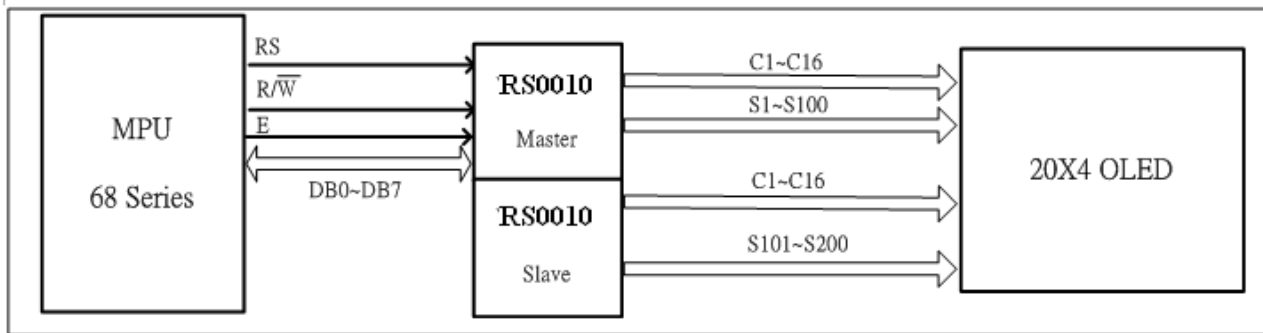 MPU
68 Series
RS
R/W̅
E
DB0~DB7
RS0010
Master
RS0010
Slave
C1~C16
S1~S100
C1~C16
S101~S200
20X4 OLED